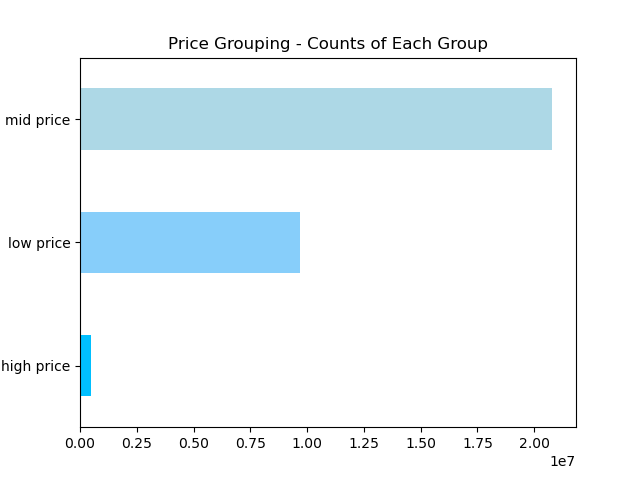 Price Grouping - Counts of Each Group
mid price
low price
high price
0.00 0.25 0.50 0.75 1.00 1.25 1.50 1.75 2.00
1e7